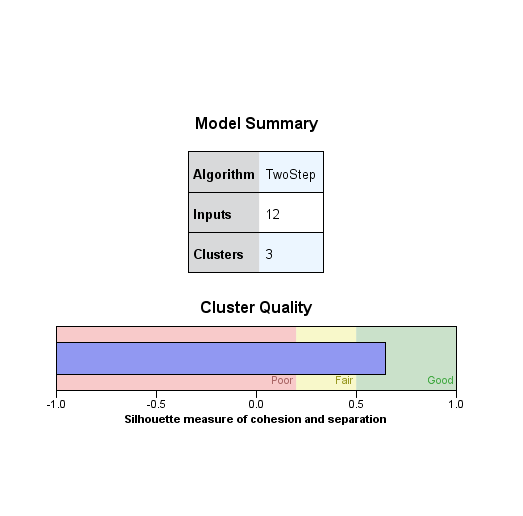 Model Summary
Algorithm TwoStep
Inputs 12
Clusters 3
Cluster Quality
Poor Fair Good
-1.0 -0.5 0.0 0.5 1.0
Silhouette measure of cohesion and separation